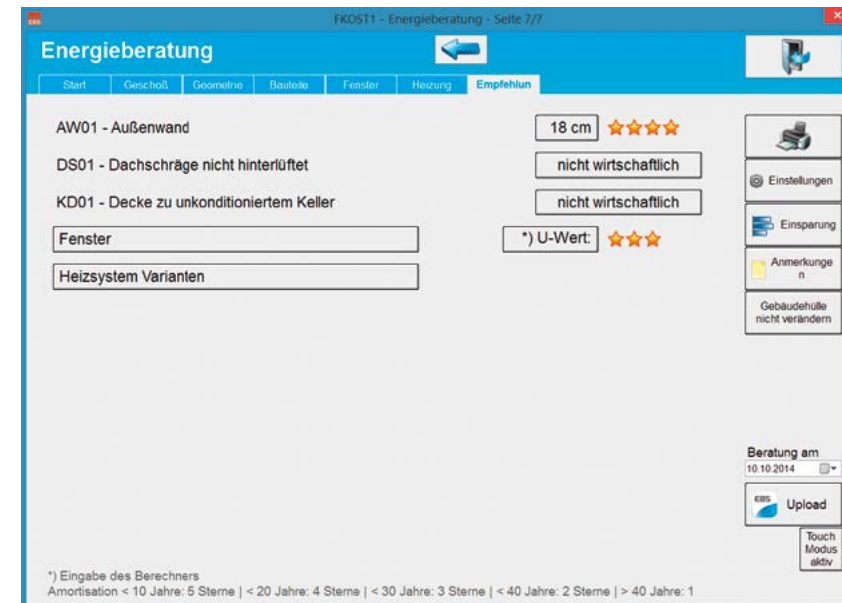 EBS FKOST1 - Energieberatung - Seite 7/7
Energieberatung
Start Geschoß Geometrie Bauteile Fenster Heizung Empfehlun
AW01 - Außenwand 18 cm
DS01 - Dachschräge nicht hinterlüftet nicht wirtschaftlich
KD01 - Decke zu unkonditioniertem Keller nicht wirtschaftlich
Fenster *) U-Wert:
Heizsystem Varianten
Einstellungen
Einsparung
Anmerkunge
n
Gebäudehülle
nicht verändern
Beratung am
10.10.2014
EBS Upload
Touch
Modus
aktiv
*) Eingabe des Berechners
Amortisation < 10 Jahre: 5 Sterne | < 20 Jahre: 4 Sterne | < 30 Jahre: 3 Sterne | < 40 Jahre: 2 Sterne | > 40 Jahre: 1